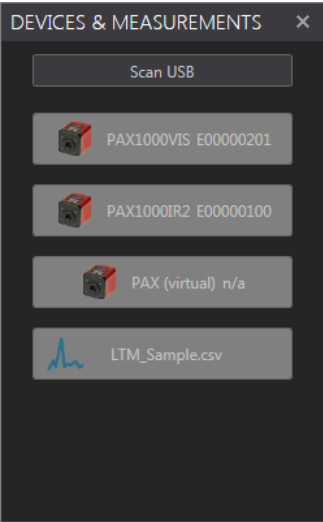 DEVICES & MEASUREMENTS ×
Scan USB
PAX1000VIS E00000201
PAX1000IR2 E00000100
PAX (virtual) n/a
LTM_Sample.csv